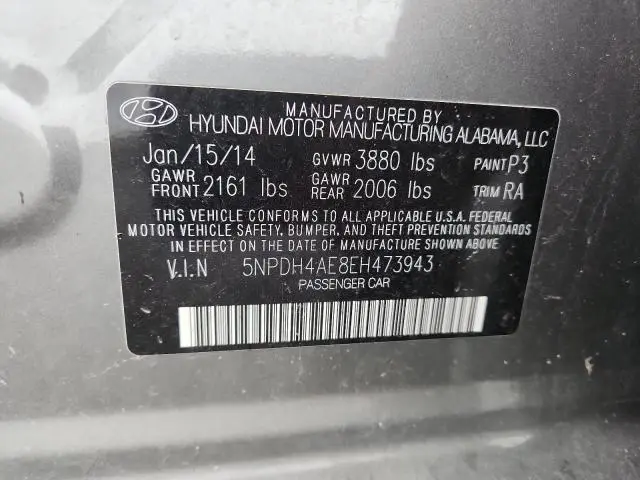 MANUFACTURED BY
HYUNDAI MOTOR MANUFACTURING ALABAMA, LLC
Jan/15/14 GVWR 3880 lbs PAINT P3
GAWR FRONT 2161 lbs GAWR REAR 2006 lbs TRIM RA
THIS VEHICLE CONFORMS TO ALL APPLICABLE U.S.A. FEDERAL
MOTOR VEHICLE SAFETY, BUMPER, AND THEFT PREVENTION STANDARDS
IN EFFECT ON THE DATE OF MANUFACTURE SHOWN ABOVE
V.I.N 5NPDH4AE8EH473943
PASSENGER CAR